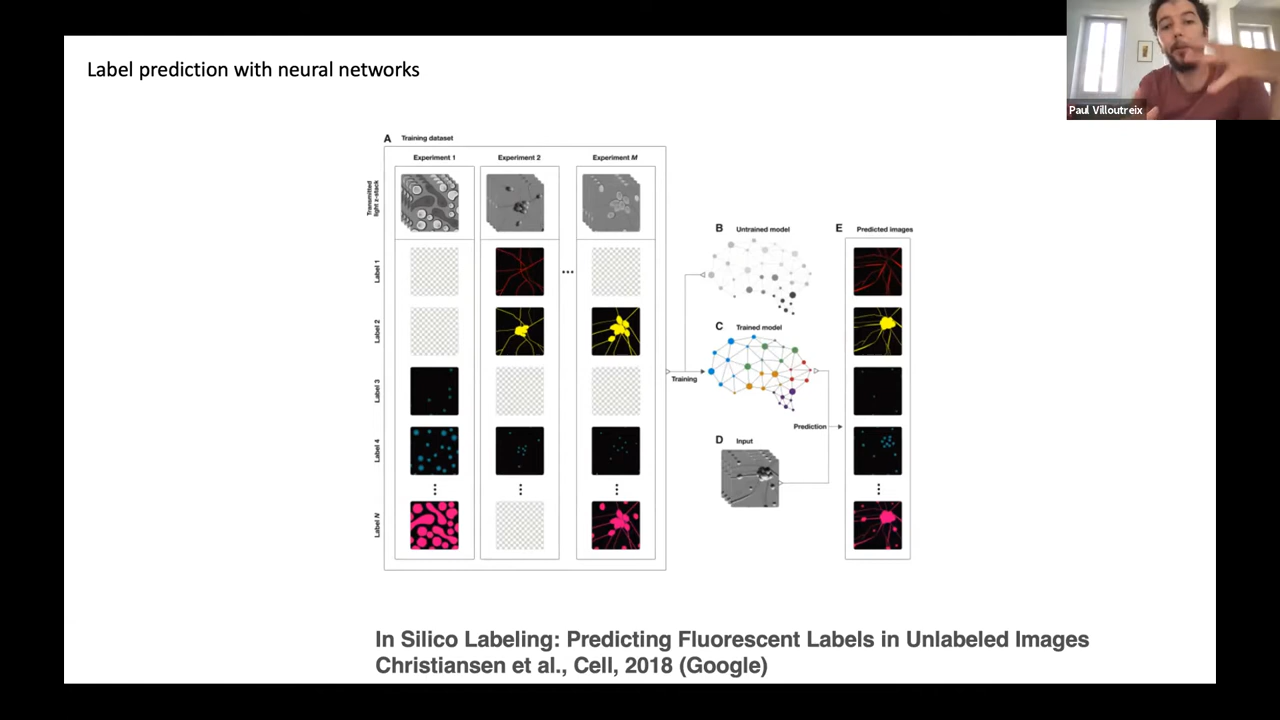 Label prediction with neural networks
Paul Villoutreix
A Training dataset
Experiment 1 Experiment 2 Experiment M
Transmitted
light z-stack
Label 1
Label 2
Label 3
Label 4
Label N
B Untrained model
C Trained model
Training
D Input
Prediction
E Predicted images
In Silico Labeling: Predicting Fluorescent Labels in Unlabeled Images
Christiansen et al., Cell, 2018 (Google)